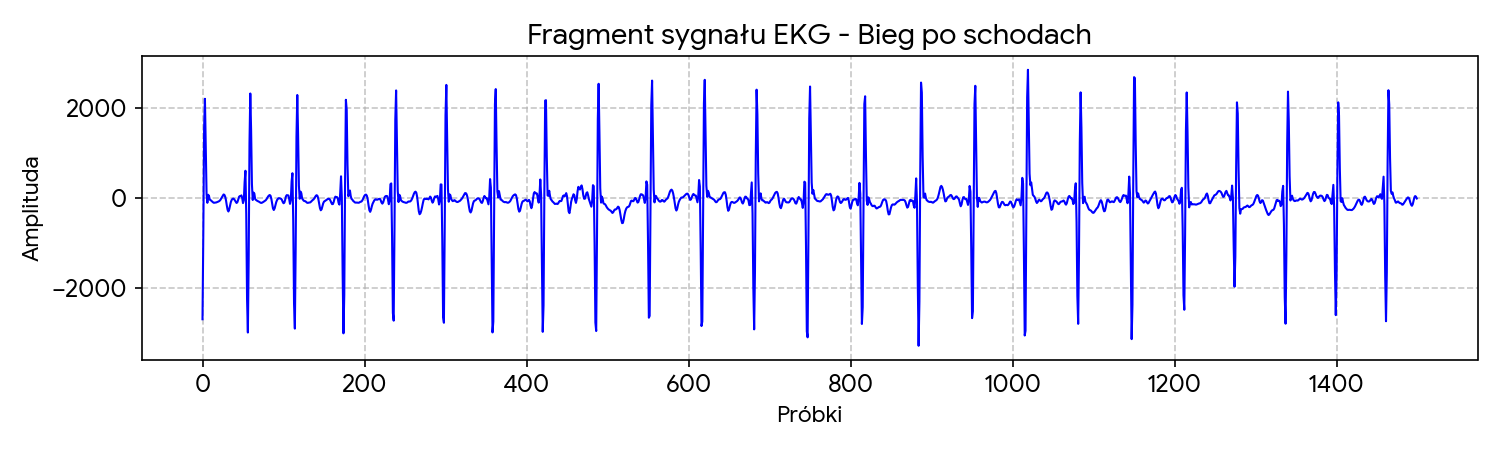 Fragment sygnału EKG - Bieg po schodach
Amplituda
2000
0
−2000
0 200 400 600 800 1000 1200 1400
Próbki